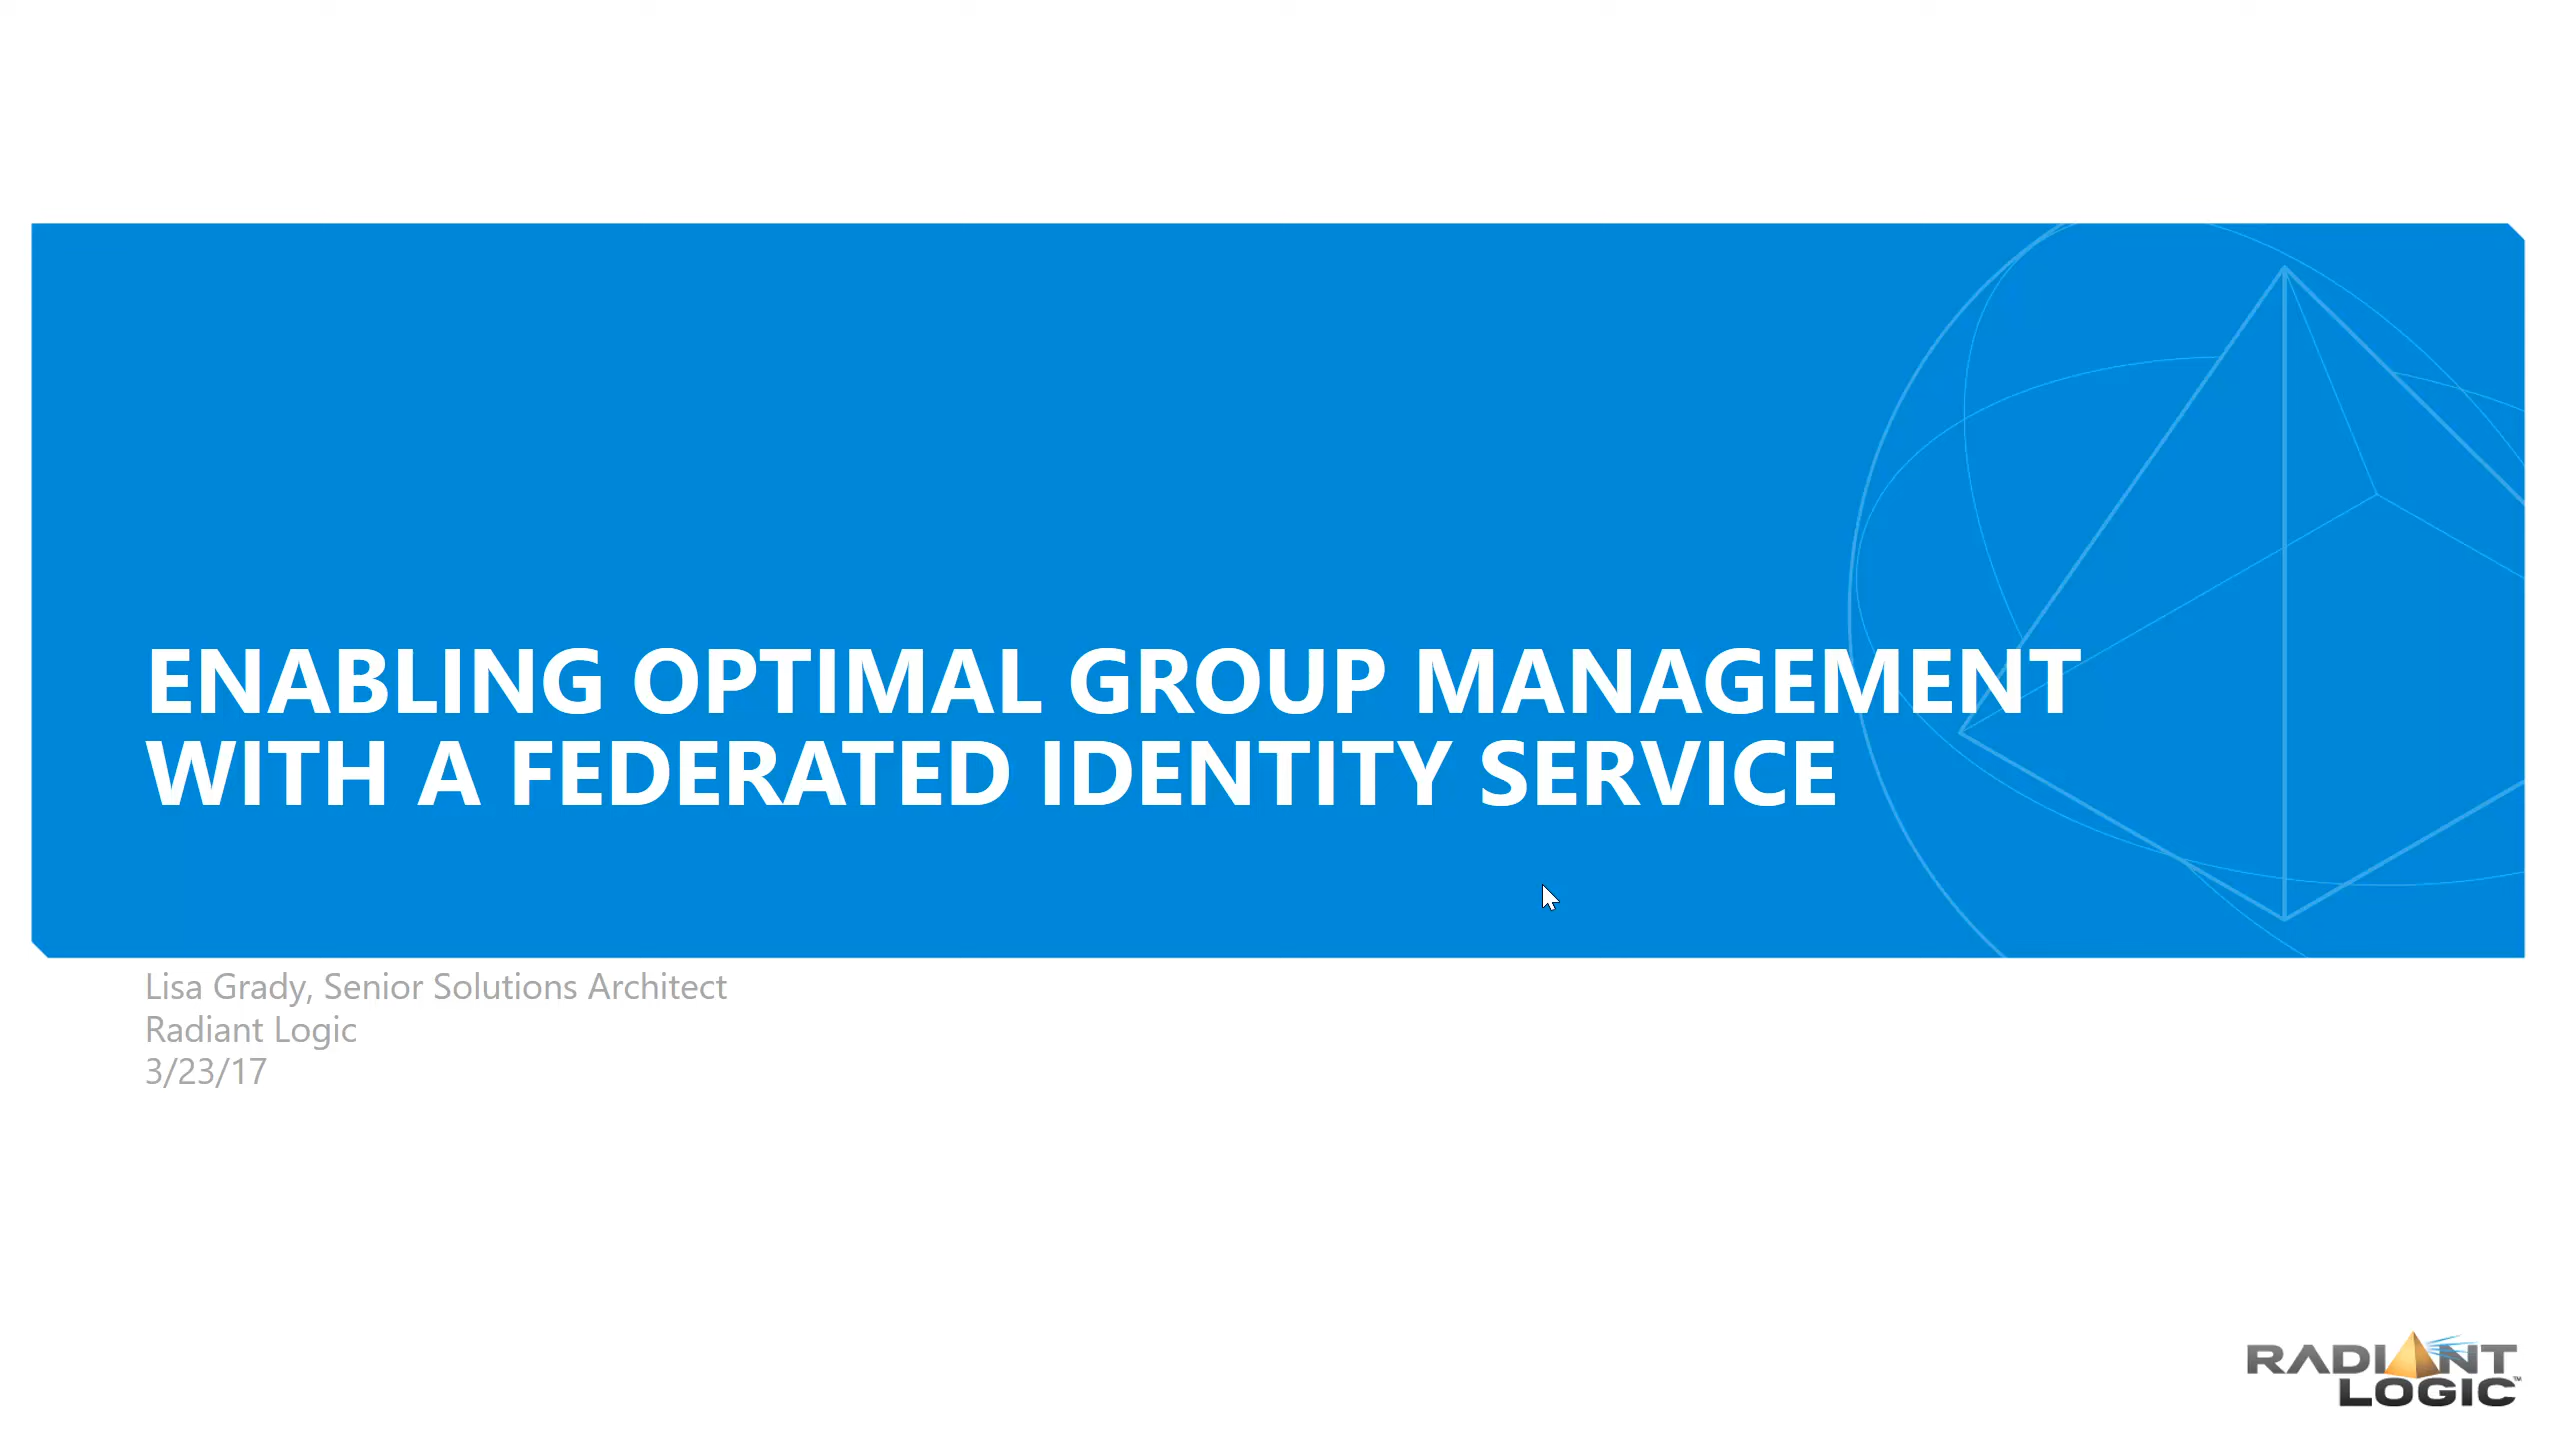 ENABLING OPTIMAL GROUP MANAGEMENT
WITH A FEDERATED IDENTITY SERVICE
Lisa Grady, Senior Solutions Architect
Radiant Logic
3/23/17
RADIANT
LOGIC™